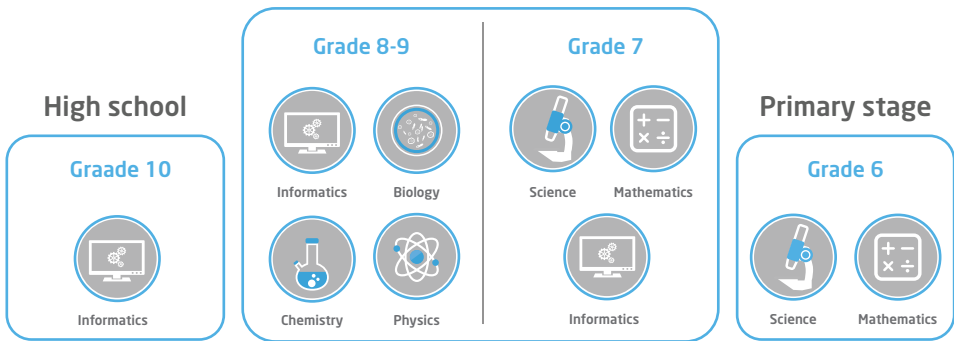 High school
Graade 10
Informatics
Grade 8-9
Informatics
Biology
Chemistry
Physics
Grade 7
Science
Mathematics
Informatics
Primary stage
Grade 6
Science
Mathematics